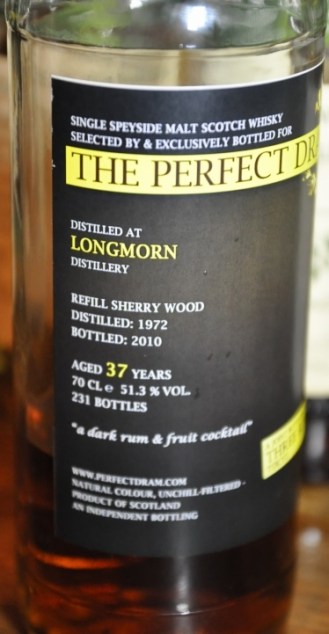 SINGLE SPEYSIDE MALT SCOTCH WHISKY
SELECTED BY & EXCLUSIVELY BOTTLED FOR
THE PERFECT DRA
DISTILLED AT
LONGMORN
DISTILLERY
REFILL SHERRY WOOD
DISTILLED: 1972
BOTTLED: 2010
AGED 37 YEARS
70 CL e 51.3 % VOL.
231 BOTTLES
"a dark rum & fruit cocktail"
WWW.PERFECTDRAM.COM
NATURAL COLOUR, UNCHILL-FILTERED -
PRODUCT OF SCOTLAND
AN INDEPENDENT BOTTLING